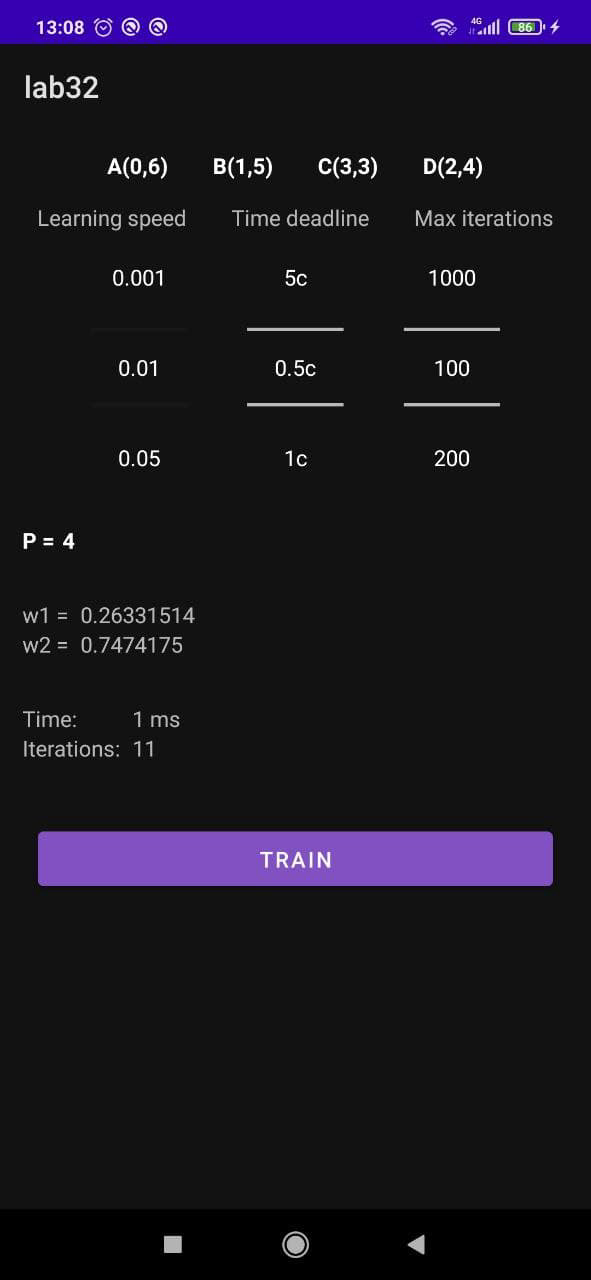 13:08 4G 86
lab32
A(0,6) B(1,5) C(3,3) D(2,4)
Learning speed Time deadline Max iterations
0.001 5c 1000
0.01 0.5c 100
0.05 1c 200
P = 4
w1 = 0.26331514
w2 = 0.7474175
Time: 1 ms
Iterations: 11
TRAIN